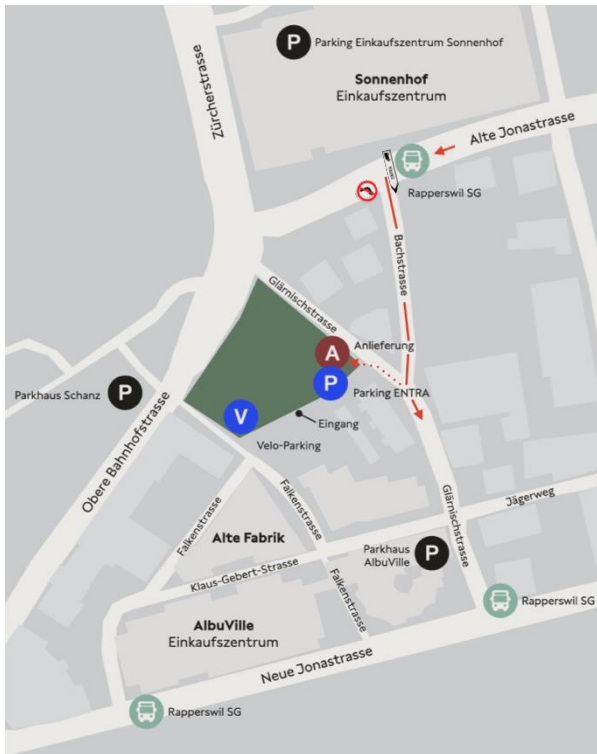 P
Parking Einkaufszentrum Sonnenhof
Sonnenhof
Einkaufszentrum
Zürcherstrasse
Alte Jonastrasse
Rapperswil SG
Bachstrasse
Glärnischstrasse
A
Anlieferung
P
Parking ENTRA
Parkhaus Schanz
P
V
Eingang
Velo-Parking
Obere Bahnhofstrasse
Falkenstrasse
Falkenstrasse
Alte Fabrik
Glärnischstrasse
Jägerweg
Parkhaus
AlbuVille
P
Klaus-Gebert-Strasse
Falkenstrasse
AlbuVille
Einkaufszentrum
Rapperswil SG
Neue Jonastrasse
Rapperswil SG